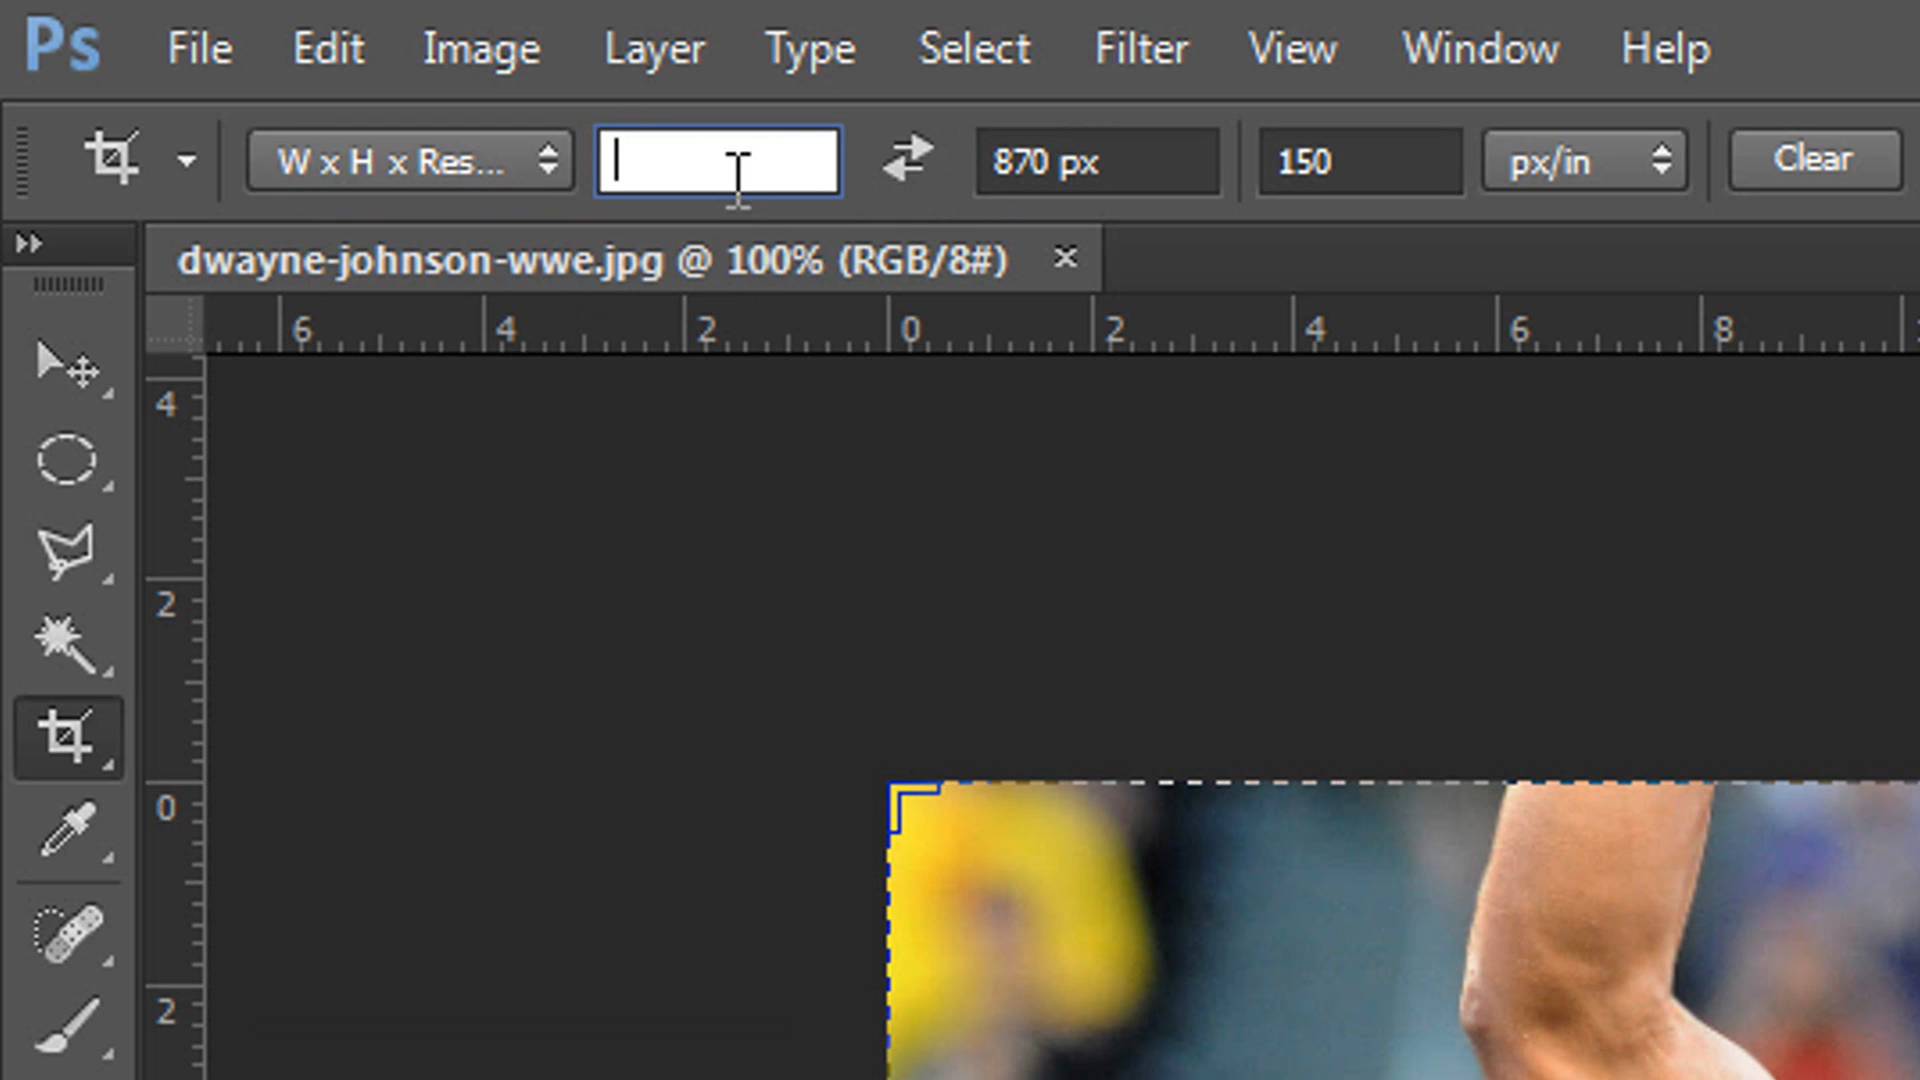 Ps File Edit Image Layer Type Select Filter View Window Help
W x H x Res... 870 px 150 px/in Clear
dwayne-johnson-wwe.jpg @ 100% (RGB/8#) ×
6 4 2 0 2 4 6 8
4
2
0
2